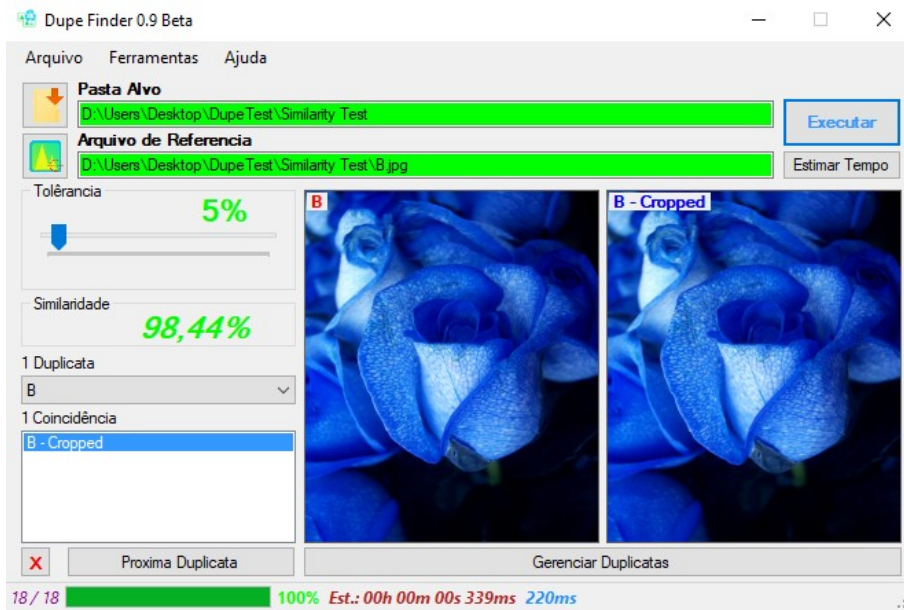 Dupe Finder 0.9 Beta
Arquivo Ferramentas Ajuda
Pasta Alvo
D:\Users\Desktop\DupeTest\Similarity Test
Executar
Arquivo de Referencia
D:\Users\Desktop\DupeTest\Similarity Test\B.jpg
Estimar Tempo
Tolêrancia
5%
B
B - Cropped
Similaridade
98,44%
1 Duplicata
B
1 Coincidência
B - Cropped
X
Proxima Duplicata
Gerenciar Duplicatas
18 / 18
100% Est.: 00h 00m 00s 339ms 220ms